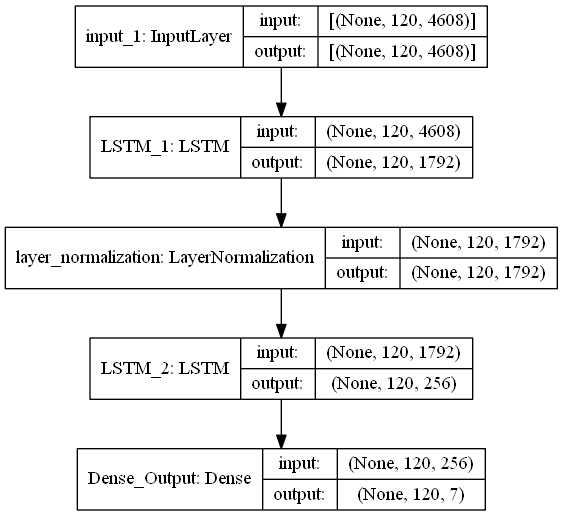 input_1: InputLayer
input: [(None, 120, 4608)]
output: [(None, 120, 4608)]
LSTM_1: LSTM
input: (None, 120, 4608)
output: (None, 120, 1792)
layer_normalization: LayerNormalization
input: (None, 120, 1792)
output: (None, 120, 1792)
LSTM_2: LSTM
input: (None, 120, 1792)
output: (None, 120, 256)
Dense_Output: Dense
input: (None, 120, 256)
output: (None, 120, 7)